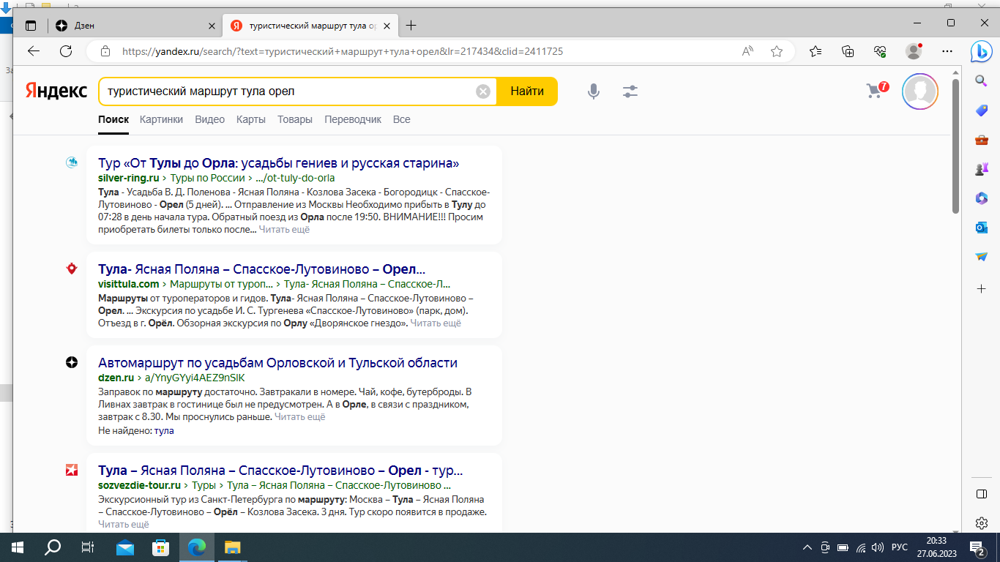 Дзен
туристический маршрут тула ор
https://yandex.ru/search/?text=туристический+маршрут+тула+орел&lr=217434&clid=2411725
Яндекс
туристический маршрут тула орел
Найти
7
Поиск Картинки Видео Карты Товары Переводчик Все
Тур «От Тулы до Орла: усадьбы гениев и русская старина»
silver-ring.ru › Туры по России › .../ot-tuly-do-orla
Тула - Усадьба В. Д. Поленова - Ясная Поляна - Козлова Засека - Богородицк - Спасское-
Лутовиново - Орел (5 дней). ... Отправление из Москвы Необходимо прибыть в Тулу до
07:28 в день начала тура. Обратный поезд из Орла после 19:50. ВНИМАНИЕ!!! Просим
приобретать билеты только после... Читать ещё
Тула- Ясная Поляна – Спасское-Лутовиново – Орел...
visittula.com › Маршруты от туроп... › Тула- Ясная Поляна – Спасское-Л...
Маршруты от туроператоров и гидов. Тула- Ясная Поляна – Спасское-Лутовиново –
Орел. ... Экскурсия по усадьбе И. С. Тургенева «Спасское-Лутовиново» (парк, дом).
Отъезд в г. Орёл. Обзорная экскурсия по Орлу «Дворянское гнездо». Читать ещё
Автомаршрут по усадьбам Орловской и Тульской области
dzen.ru › a/YnyGYyi4AEZ9nSlK
Заправок по маршруту достаточно. Завтракали в номере. Чай, кофе, бутерброды. В
Ливнах завтрак в гостинице был не предусмотрен. А в Орле, в связи с праздником,
завтрак с 8.30. Мы проснулись раньше. Читать ещё
Не найдено: тула
Тула – Ясная Поляна – Спасское-Лутовиново – Орел - тур...
sozvezdie-tour.ru › Туры › Тула – Ясная Поляна – Спасское-Лутовиново ...
Экскурсионный тур из Санкт-Петербурга по маршруту: Москва – Тула – Ясная Поляна
– Спасское-Лутовиново – Орёл – Козлова Засека. 3 дня. Тур скоро появится в продаже.
Читать ещё
РУС
20:33
27.06.2023
2